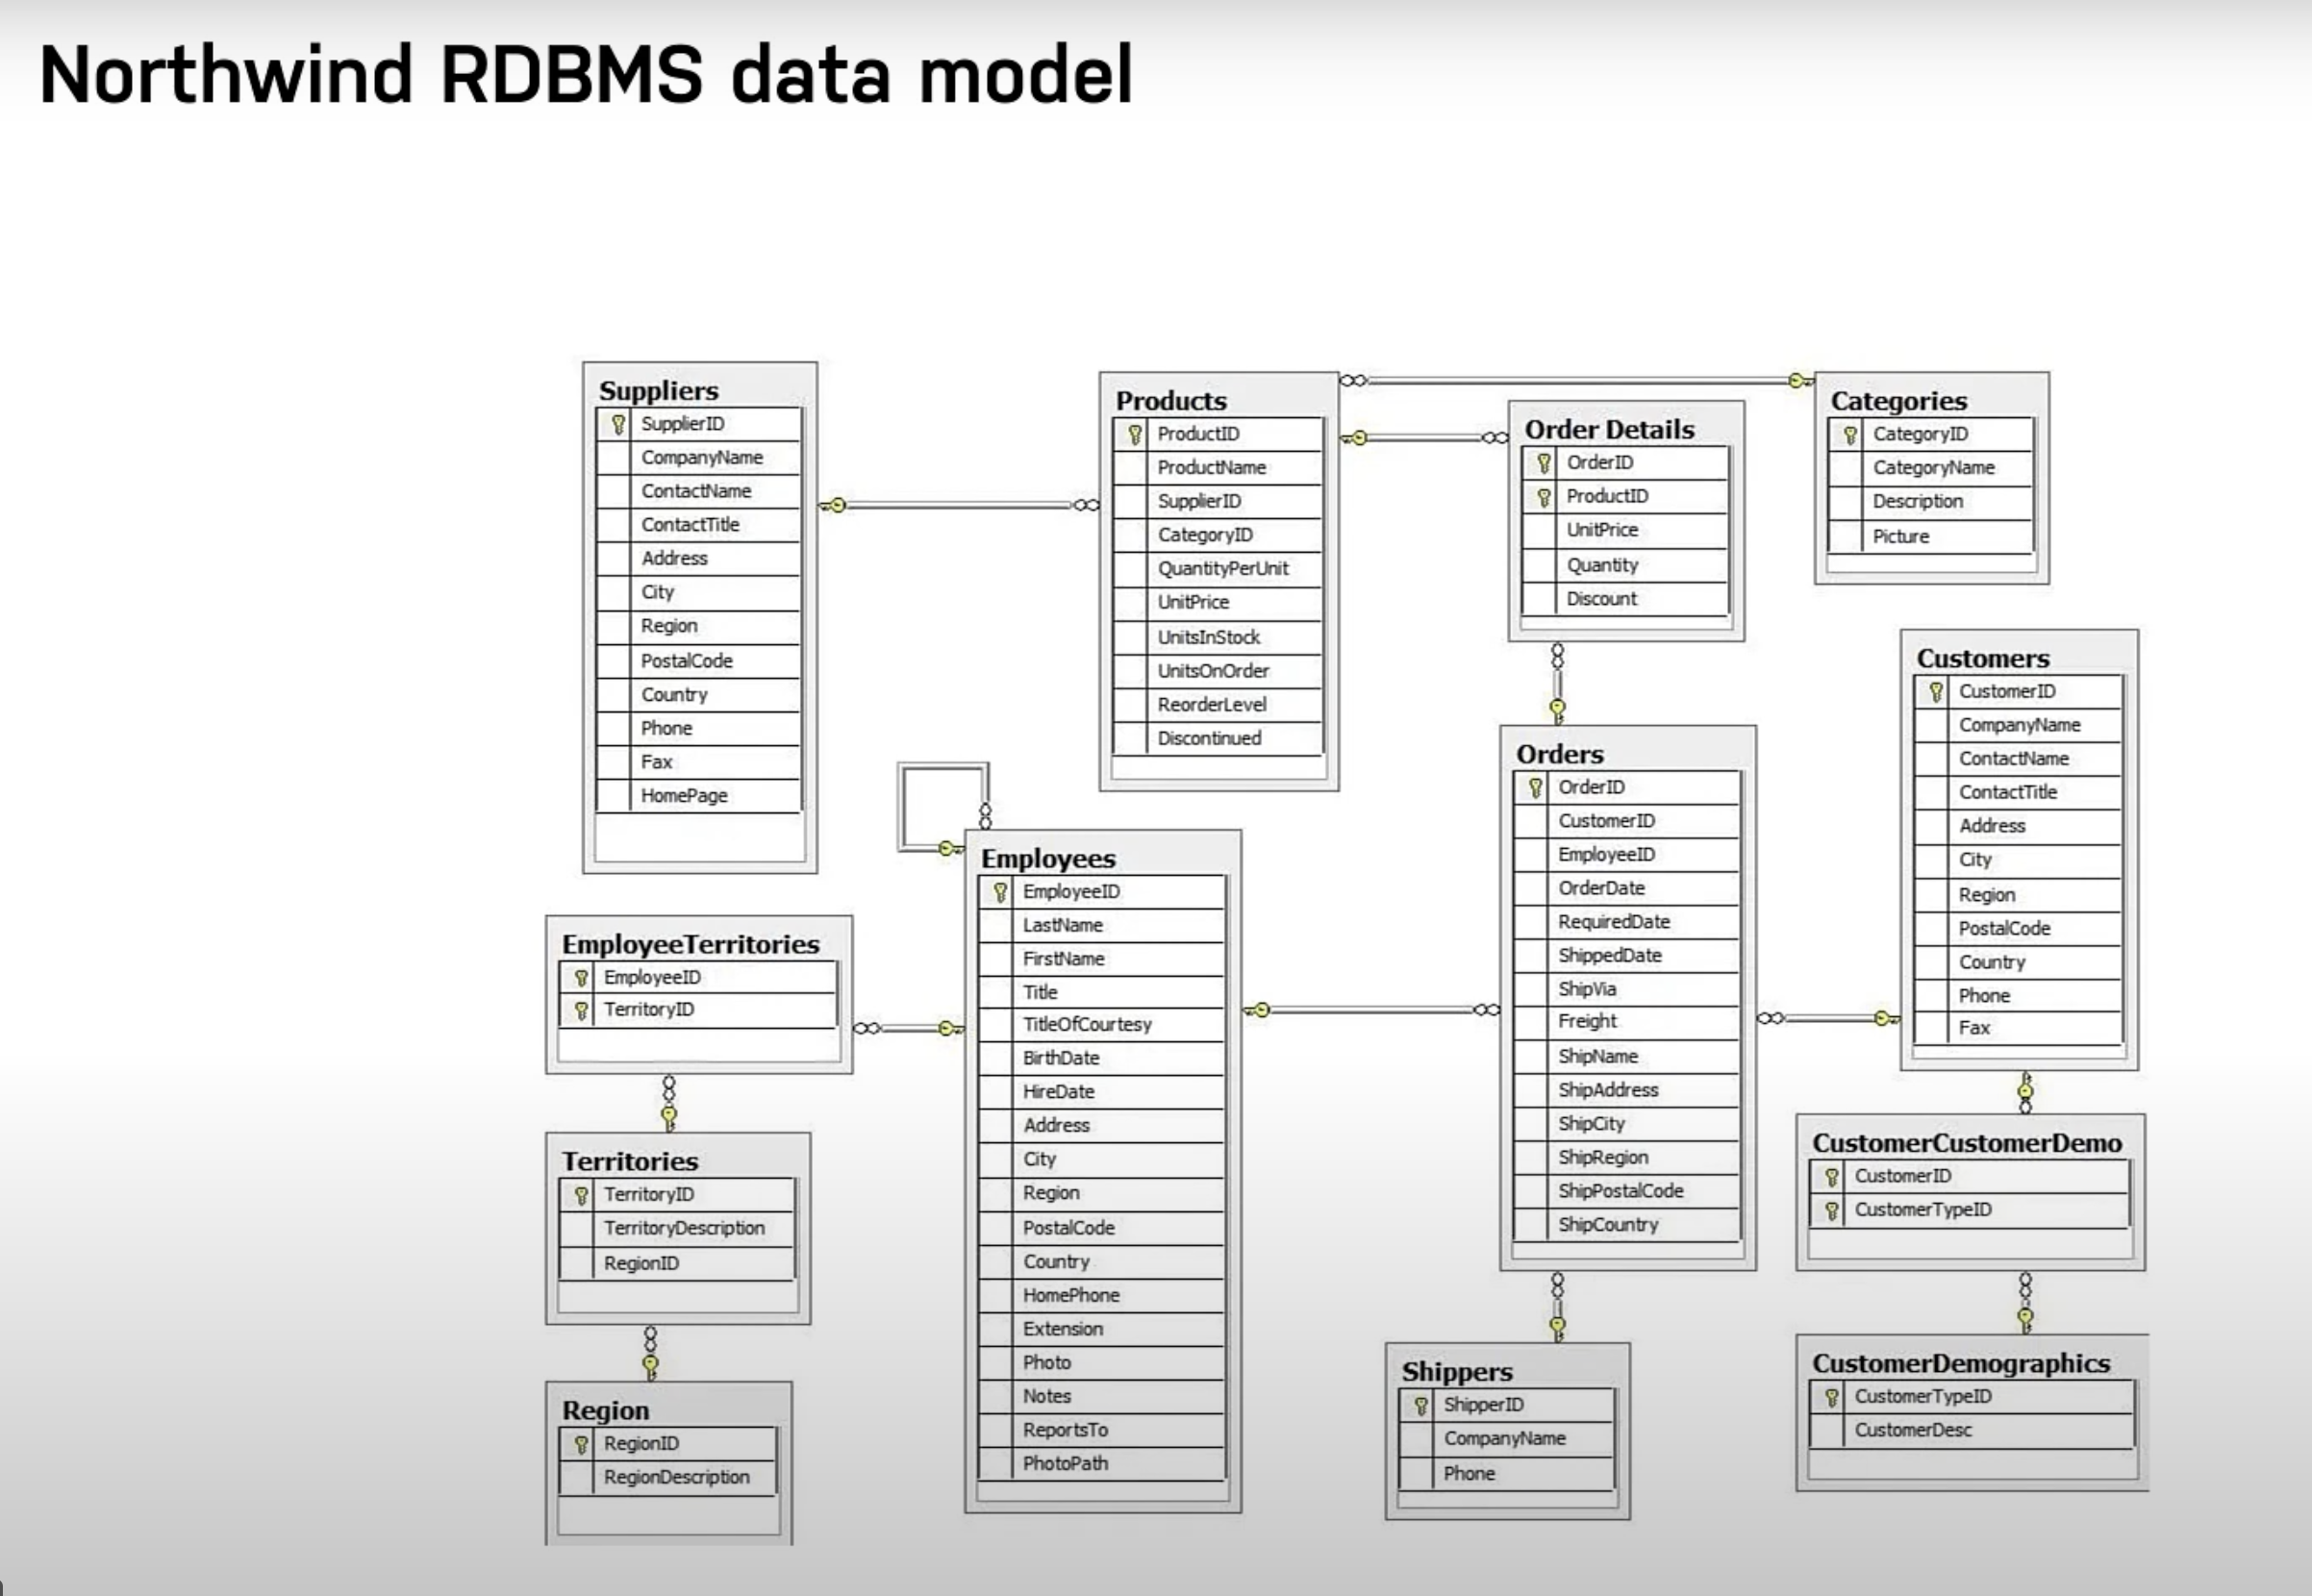 Northwind RDBMS data model
Suppliers
SupplierID
CompanyName
ContactName
ContactTitle
Address
City
Region
PostalCode
Country
Phone
Fax
HomePage
Products
ProductID
ProductName
SupplierID
CategoryID
QuantityPerUnit
UnitPrice
UnitsInStock
UnitsOnOrder
ReorderLevel
Discontinued
Order Details
OrderID
ProductID
UnitPrice
Quantity
Discount
Categories
CategoryID
CategoryName
Description
Picture
Customers
CustomerID
CompanyName
ContactName
ContactTitle
Address
City
Region
PostalCode
Country
Phone
Fax
Orders
OrderID
CustomerID
EmployeeID
OrderDate
RequiredDate
ShippedDate
ShipVia
Freight
ShipName
ShipAddress
ShipCity
ShipRegion
ShipPostalCode
ShipCountry
Employees
EmployeeID
LastName
FirstName
Title
TitleOfCourtesy
BirthDate
HireDate
Address
City
Region
PostalCode
Country
HomePhone
Extension
Photo
Notes
ReportsTo
PhotoPath
EmployeeTerritories
EmployeeID
TerritoryID
Territories
TerritoryID
TerritoryDescription
RegionID
Region
RegionID
RegionDescription
Shippers
ShipperID
CompanyName
Phone
CustomerCustomerDemo
CustomerID
CustomerTypeID
CustomerDemographics
CustomerTypeID
CustomerDesc